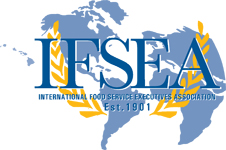 IFSEA
INTERNATIONAL FOOD SERVICE EXECUTIVES ASSOCIATION
Est.1901